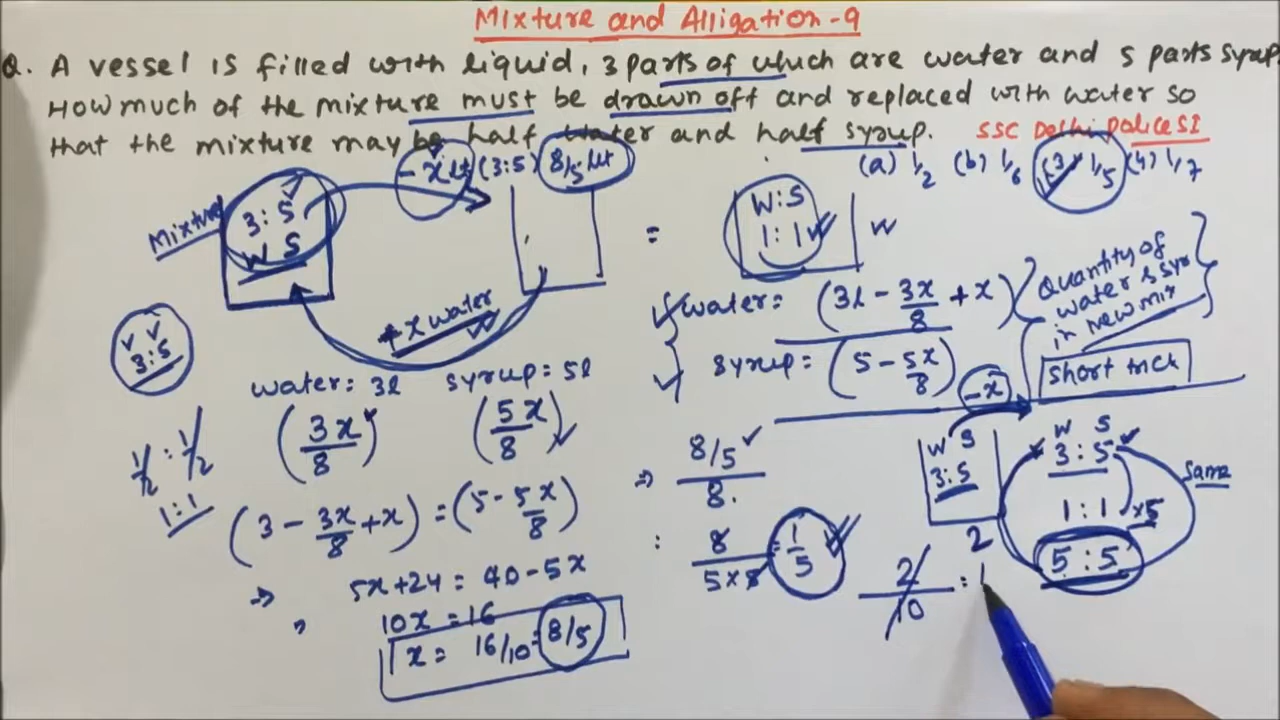 Mixture and Alligation-9
Q. A vessel is filled with liquid, 3 parts of which are water and 5 parts syrup.
How much of the mixture must be drawn off and replaced with water so
that the mixture may be half water and half syrup. SSC Delhi Police SI
(a) 1/2 (b) 1/6 (3) 1/5 (4) 1/7
Mixture
3:5
W S
-x lt (3:5) 8/5 lt
+x water
=
W:S
1:1 W
W
3:5
water: 3l syrup = 5l
(3x/8) (5x/8)
1/2 : 1/2
1:1
(3 - 3x/8 + x) = (5 - 5x/8)
⇒ 5x+24 = 40-5x
10x = 16
x = 16/10 = 8/5
water = (3l - 3x/8 + x)
syrup = (5 - 5x/8)
Quantity of
water & Syr
in new mix
⇒ 8/5
8.
: 8
5×8 = 1/5
short trick
-x
W S
3:5
W S
3:5
1:1 ×5
5:5
Same
2
2/10 = 1